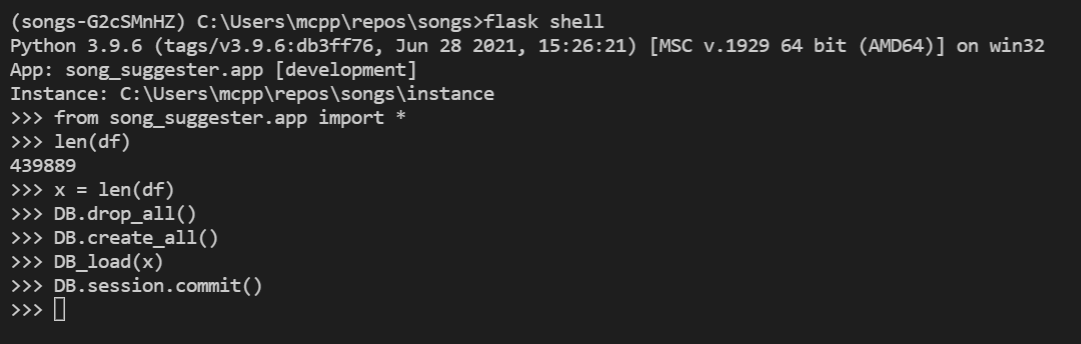 (songs-G2cSMnHZ) C:\Users\mcpp\repos\songs>flask shell
Python 3.9.6 (tags/v3.9.6:db3ff76, Jun 28 2021, 15:26:21) [MSC v.1929 64 bit (AMD64)] on win32
App: song_suggester.app [development]
Instance: C:\Users\mcpp\repos\songs\instance
>>> from song_suggester.app import *
>>> len(df)
439889
>>> x = len(df)
>>> DB.drop_all()
>>> DB.create_all()
>>> DB_load(x)
>>> DB.session.commit()
>>>